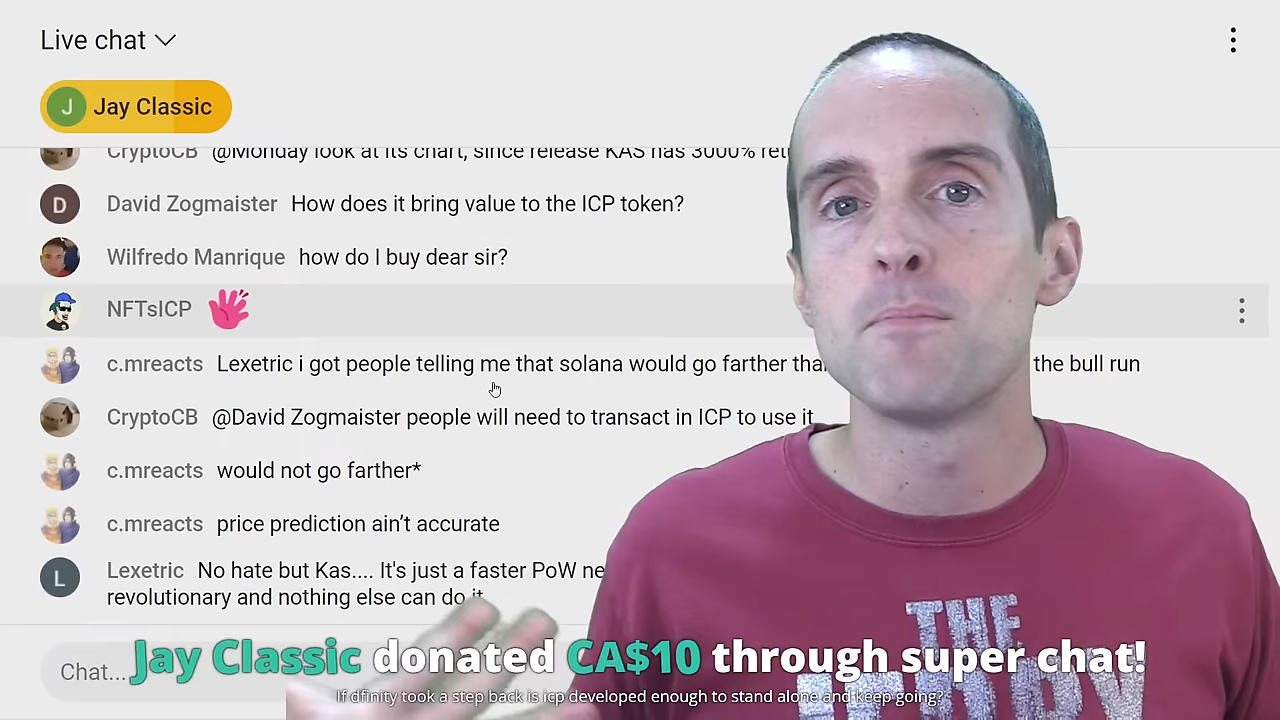 Live chat
J Jay Classic
CryptoCB @Monday look at its chart, since release KAS has 3000%
D David Zogmaister How does it bring value to the ICP token?
Wilfredo Manrique how do I buy dear sir?
NFTsICP
c.mreacts Lexetric i got people telling me that solana would go farther the bull run
CryptoCB @David Zogmaister people will need to transact in ICP to use it
c.mreacts would not go farther*
c.mreacts price prediction ain't accurate
L Lexetric No hate but Kas.... It's just a faster PoW
revolutionary and nothing else can do it
Chat...
Jay Classic donated CA$10 through super chat!
If dfinity took a step back is icp developed enough to stand alone and keep going?
THE